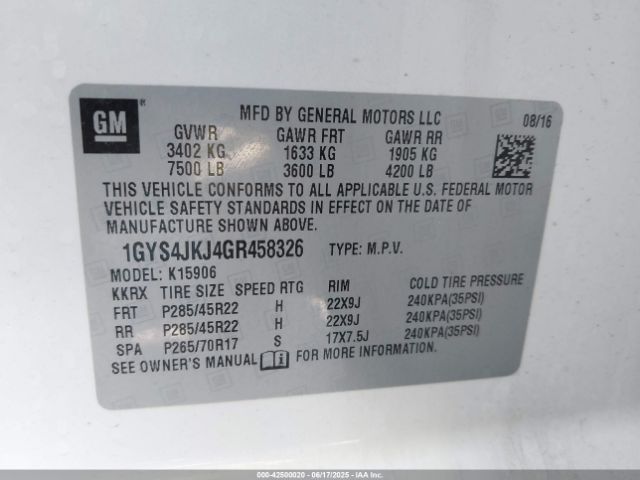 GM ®
MFD BY GENERAL MOTORS LLC 08/16
GVWR GAWR FRT GAWR RR
3402 KG 1633 KG 1905 KG
7500 LB 3600 LB 4200 LB
THIS VEHICLE CONFORMS TO ALL APPLICABLE U.S. FEDERAL MOTOR
VEHICLE SAFETY STANDARDS IN EFFECT ON THE DATE OF
MANUFACTURE SHOWN ABOVE.
1GYS4JKJ4GR458326 TYPE: M.P.V.
MODEL: K15906
KKRX TIRE SIZE SPEED RTG RIM COLD TIRE PRESSURE
FRT P285/45R22 H 22X9J 240KPA(35PSI)
RR P285/45R22 H 22X9J 240KPA(35PSI)
SPA P265/70R17 S 17X7.5J 240KPA(35PSI)
SEE OWNER'S MANUAL FOR MORE INFORMATION
000-42500020 - 06/17/2025 - IAAI.com